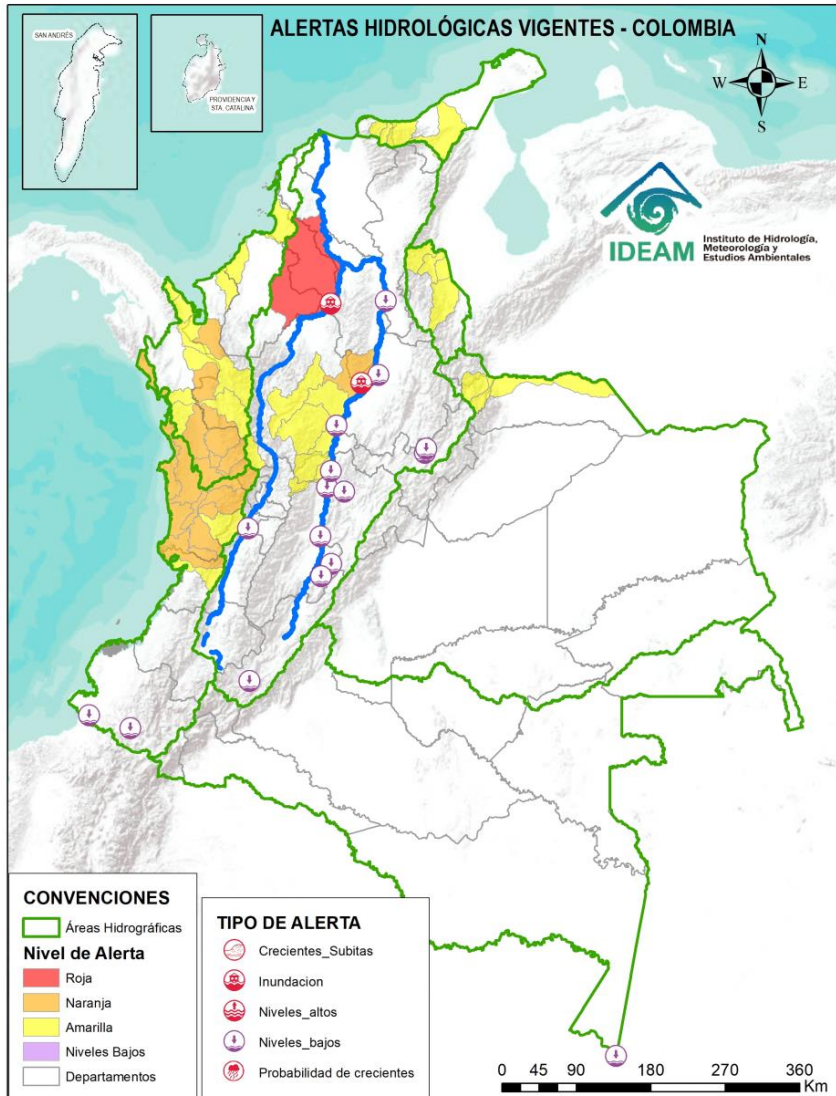 ALERTAS HIDROLÓGICAS VIGENTES - COLOMBIA
SAN ANDRÉS
PROVIDENCIA Y
STA. CATALINA
N
W
E
S
IDEAM
Instituto de Hidrología,
Meteorología y
Estudios Ambientales
CONVENCIONES
Áreas Hidrográficas
Nivel de Alerta
Roja
Naranja
Amarilla
Niveles Bajos
Departamentos
TIPO DE ALERTA
Crecientes_Subitas
Inundacion
Niveles_altos
Niveles_bajos
Probabilidad de crecientes
0 45 90 180 270 360
Km